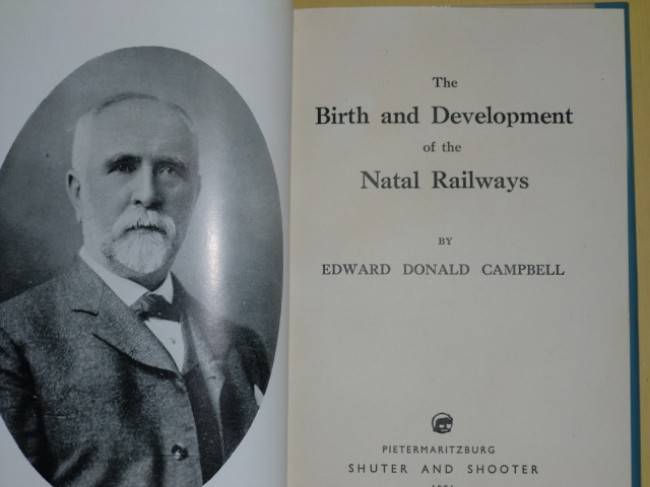 The
Birth and Development
of the
Natal Railways
BY
EDWARD DONALD CAMPBELL
PIETERMARITZBURG
SHUTER AND SHOOTER